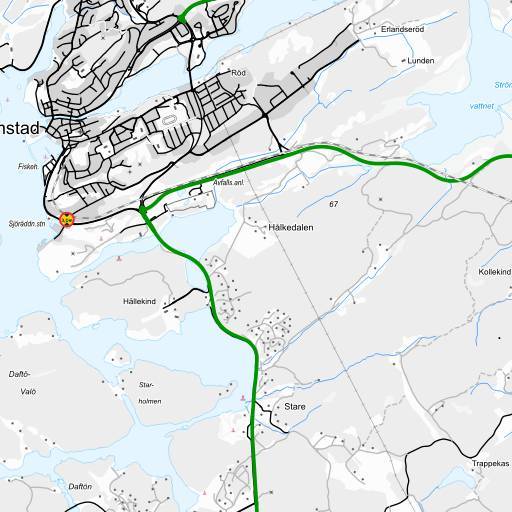 Erlandseröd
Lunden
Röd
Strön
vattnet
nstad
Fiskeh.
Avfalls.anl.
67
Sjöräddn.stn
Hälkedalen
Kollekind
Hällekind
Daftö-
Valö
Star-
holmen
Stare
Trappekas
Daftön